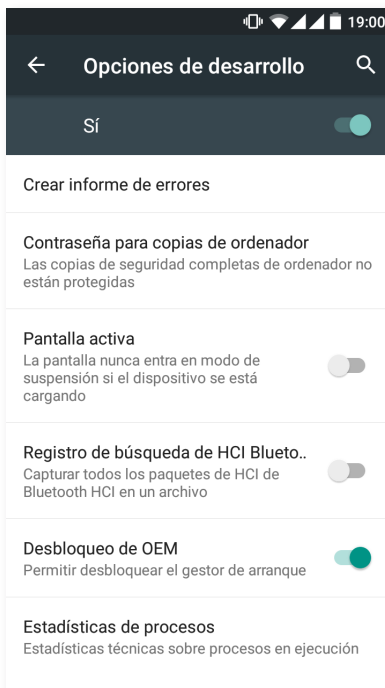 19:00
Opciones de desarrollo
Sí
Crear informe de errores
Contraseña para copias de ordenador
Las copias de seguridad completas de ordenador no
están protegidas
Pantalla activa
La pantalla nunca entra en modo de
suspensión si el dispositivo se está
cargando
Registro de búsqueda de HCI Blueto..
Capturar todos los paquetes de HCI de
Bluetooth HCI en un archivo
Desbloqueo de OEM
Permitir desbloquear el gestor de arranque
Estadísticas de procesos
Estadísticas técnicas sobre procesos en ejecución